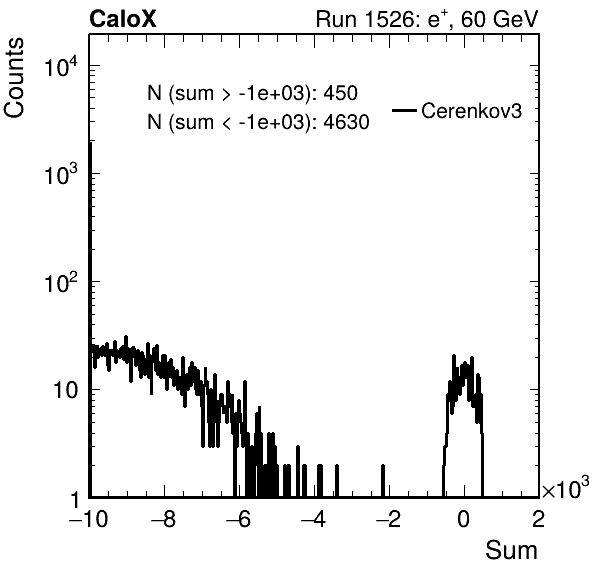 CaloX Run 1526: e⁺, 60 GeV
Counts
10⁴
10³
10²
10
1
N (sum > -1e+03): 450
N (sum < -1e+03): 4630
Cerenkov3
−10 −8 −6 −4 −2 0 2
×10³
Sum